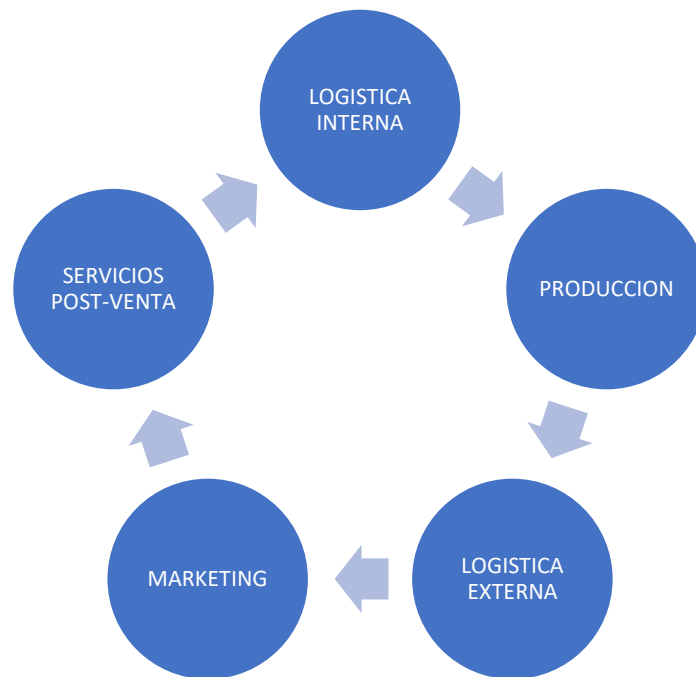 LOGISTICA
INTERNA
PRODUCCION
LOGISTICA
EXTERNA
MARKETING
SERVICIOS
POST-VENTA